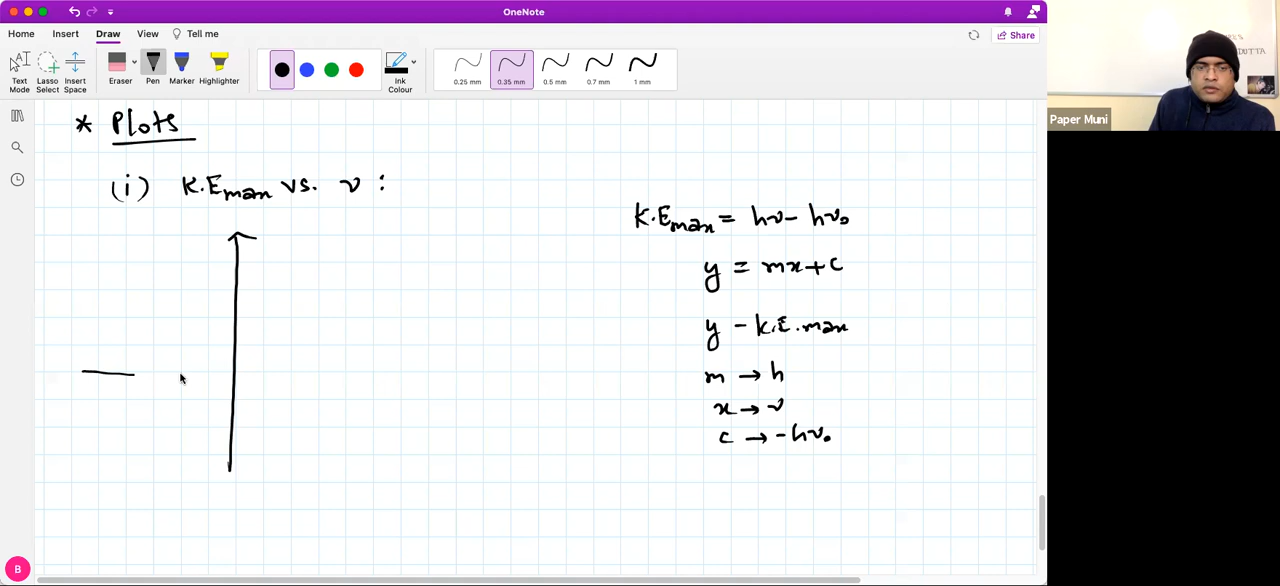 OneNote
Home Insert Draw View Tell me
Share
Text Mode
Lasso Select
Insert Space
Eraser
Pen
Marker
Highlighter
Ink Colour
0.25 mm
0.35 mm
0.5 mm
0.7 mm
1 mm
Paper Muni
* Plots
(i) K.Emax vs. ν :
K.Emax = hν - hν₀
y = mx + c
y - K.E.max
m → h
x → ν
c → -hν₀
B